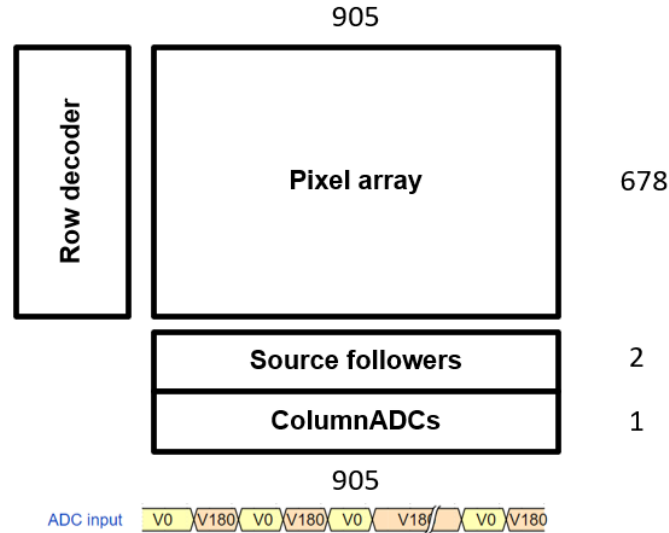 905
Row decoder
Pixel array
678
Source followers
2
ColumnADCs
1
905
ADC input V0 V180 V0 V180 V0 V180 V0 V180